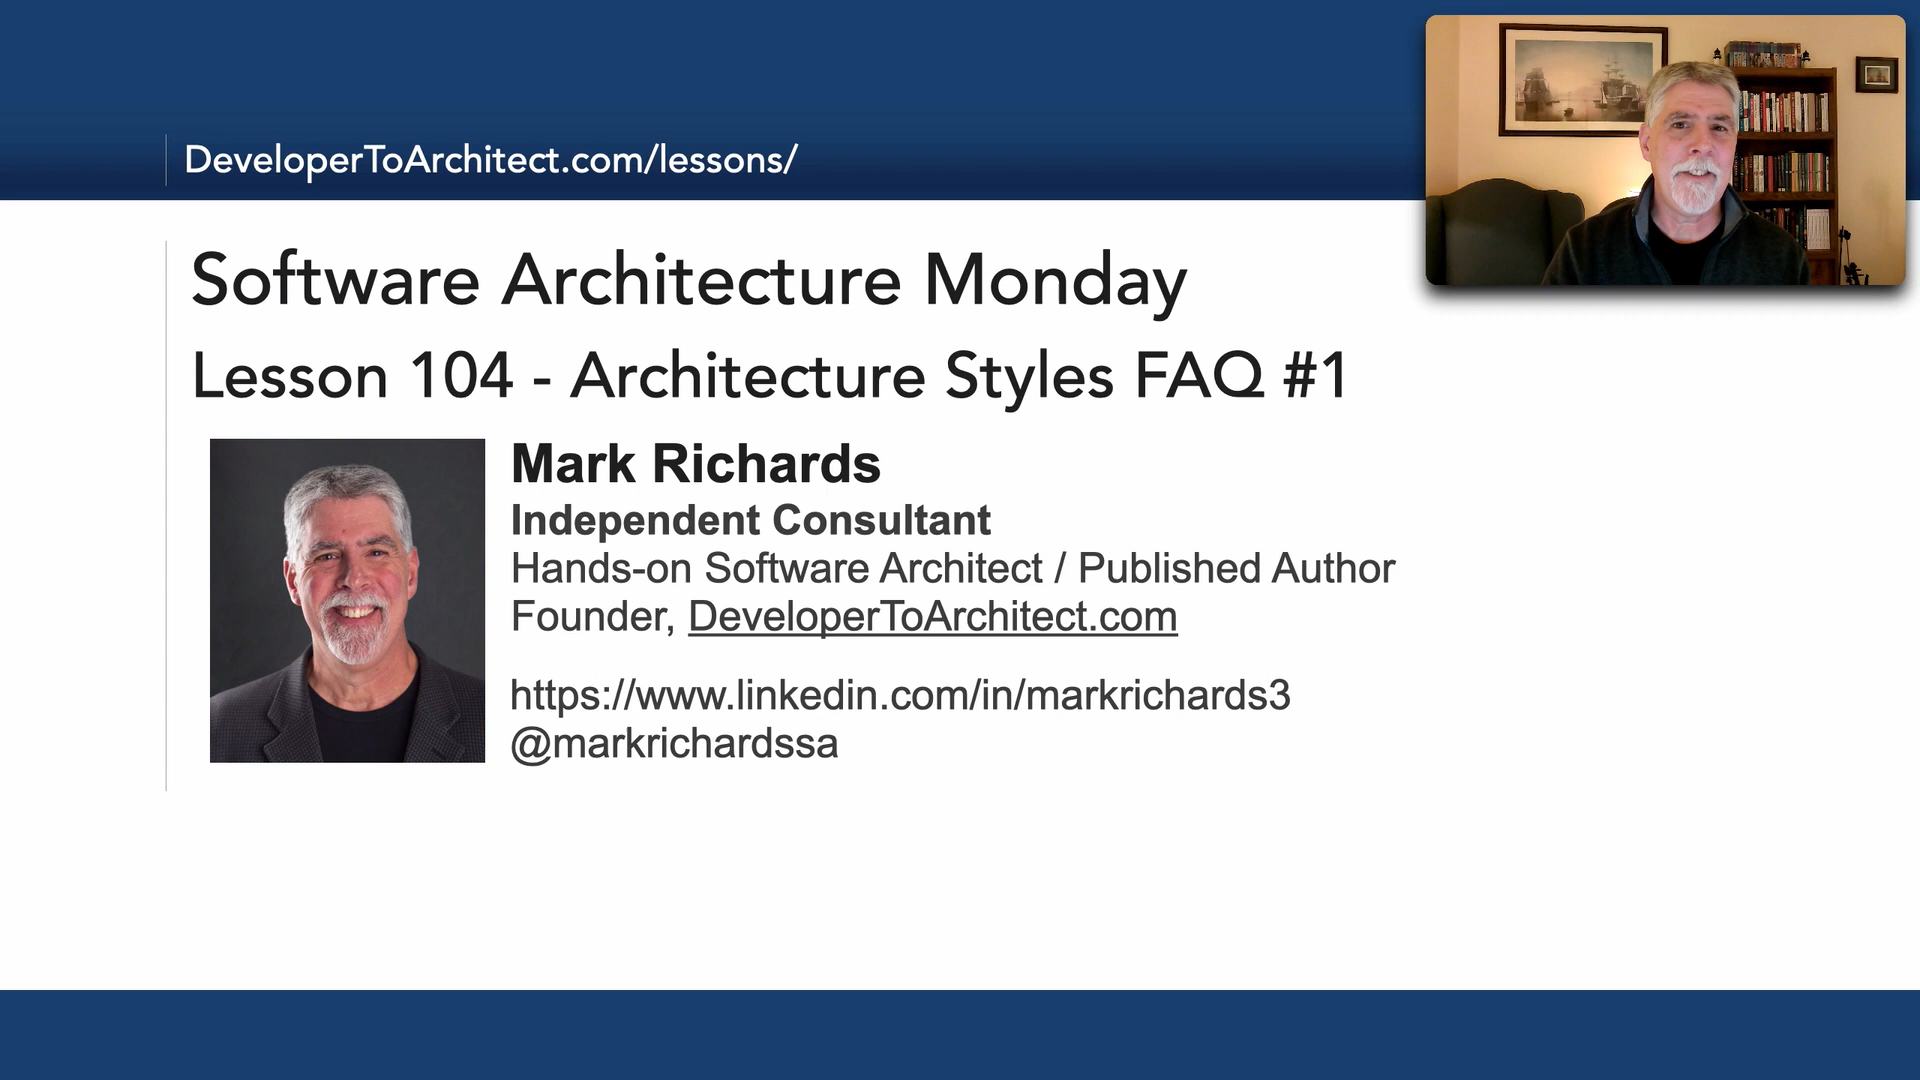 DeveloperToArchitect.com/lessons/
Software Architecture Monday
Lesson 104 - Architecture Styles FAQ #1
Mark Richards
Independent Consultant
Hands-on Software Architect / Published Author
Founder, DeveloperToArchitect.com
https://www.linkedin.com/in/markrichards3
@markrichardssa